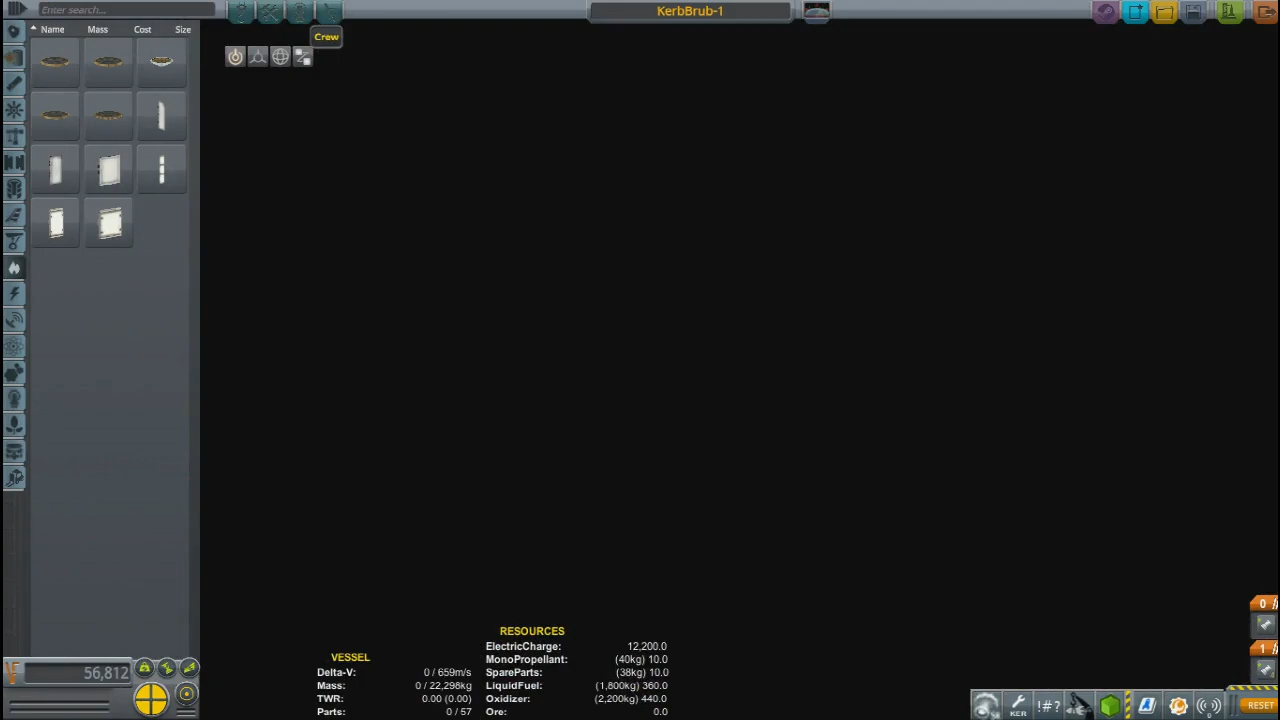 Enter search...
KerbBrub-1
Name Mass Cost Size
Crew
RESOURCES
ElectricCharge: 12,200.0
VESSEL
MonoPropellant: (40kg) 10.0
Delta-V: 0 / 659m/s
SpareParts: (38kg) 10.0
Mass: 0 / 22,298kg
LiquidFuel: (1,800kg) 360.0
TWR: 0.00 (0.00)
Oxidizer: (2,200kg) 440.0
Parts: 0 / 57
Ore: 0.0
56,812
0
1
KER
!#?
0
RESET